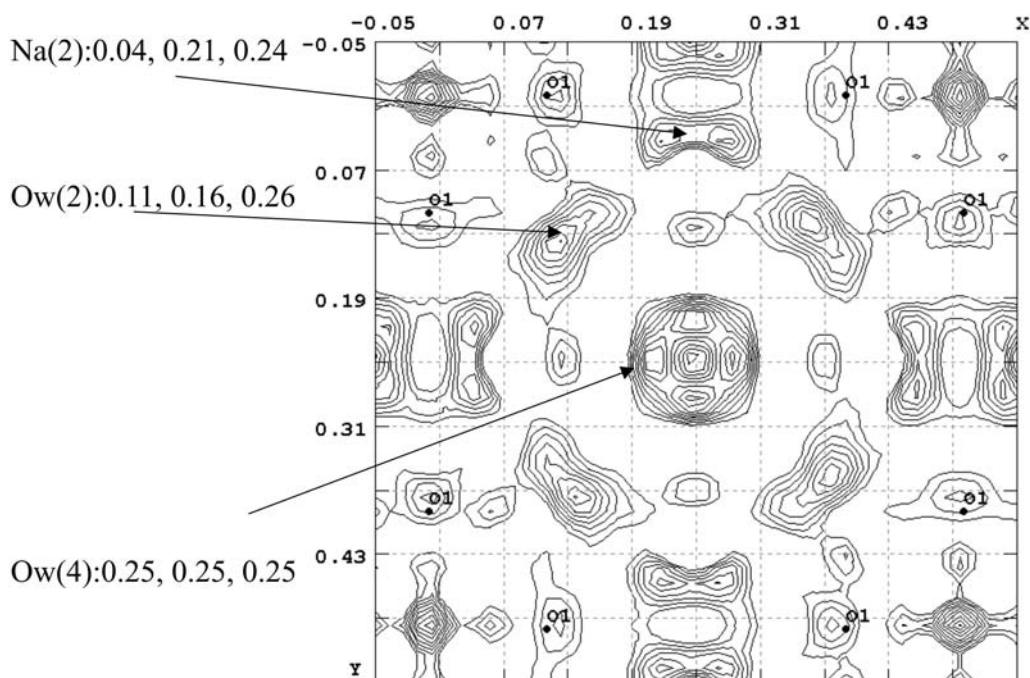 -0.05 0.07 0.19 0.31 0.43 X
-0.05
Na(2):0.04, 0.21, 0.24
O1 O1
0.07
Ow(2):0.11, 0.16, 0.26
O1 O1
0.19
0.31
O1 O1
0.43
Ow(4):0.25, 0.25, 0.25
O1 O1
Y